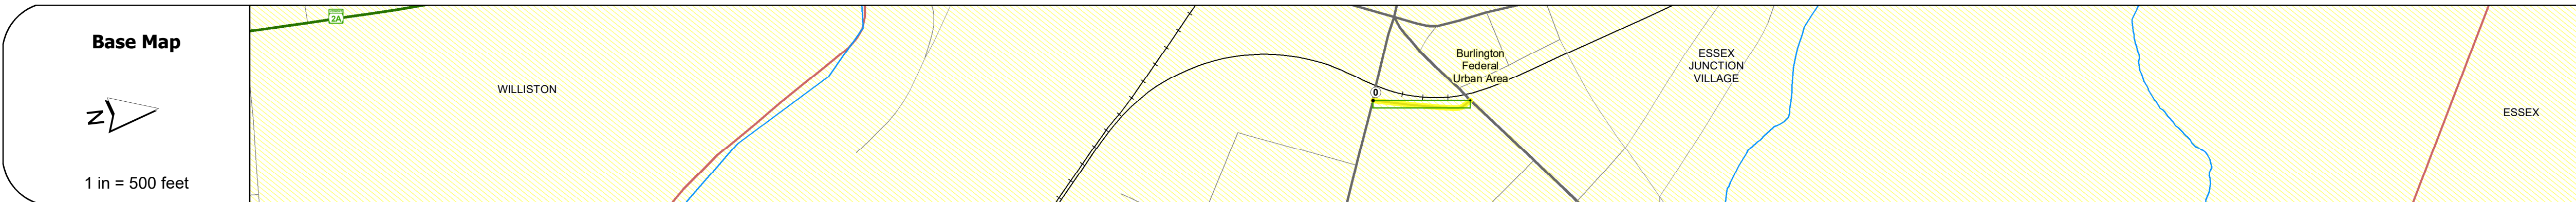 Base Map
N
1 in = 500 feet
2A
WILLISTON
0
Burlington
Federal
Urban Area
ESSEX
JUNCTION
VILLAGE
ESSEX